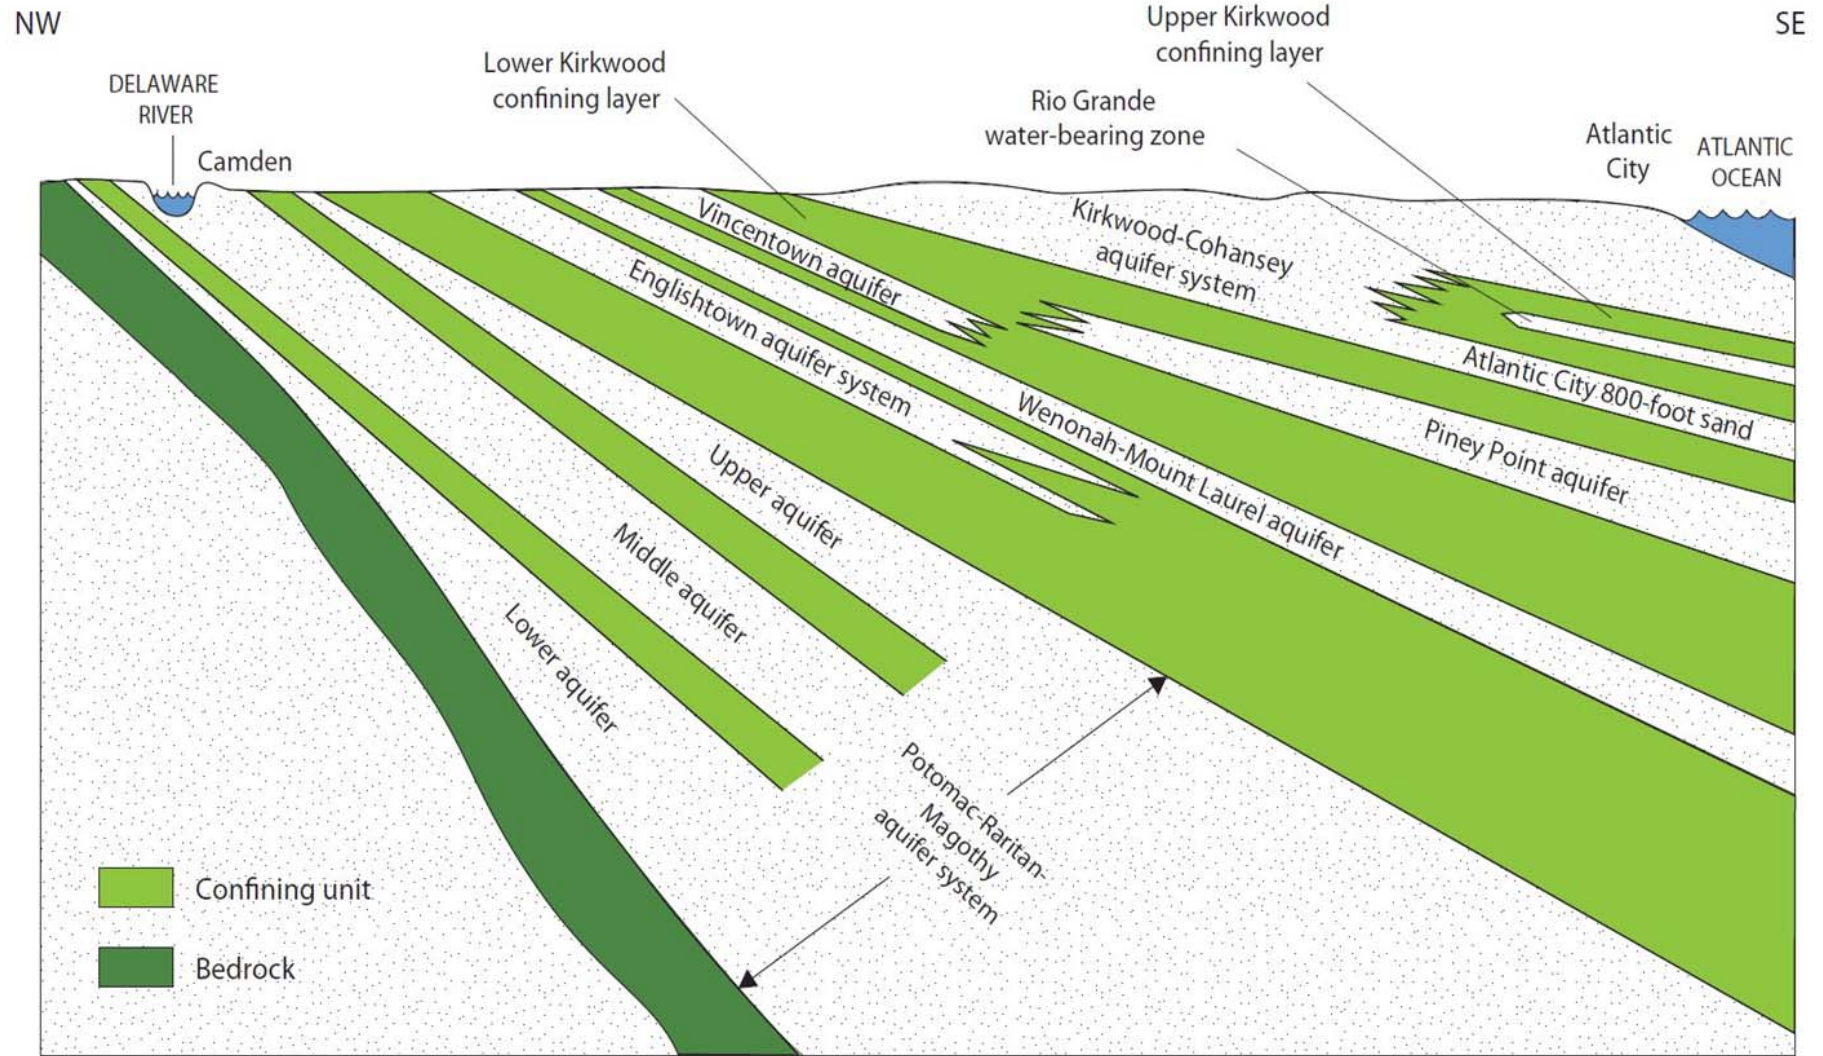 NW
SE
Upper Kirkwood
confining layer
Lower Kirkwood
confining layer
DELAWARE
RIVER
Rio Grande
water-bearing zone
Atlantic
City
ATLANTIC
OCEAN
Camden
Vincentown aquifer
Kirkwood-Cohansey
aquifer system
Englishtown aquifer system
Atlantic City 800-foot sand
Wenonah-Mount Laurel aquifer
Piney Point aquifer
Upper aquifer
Middle aquifer
Lower aquifer
Potomac-Raritan-
Magothy
aquifer system
Confining unit
Bedrock